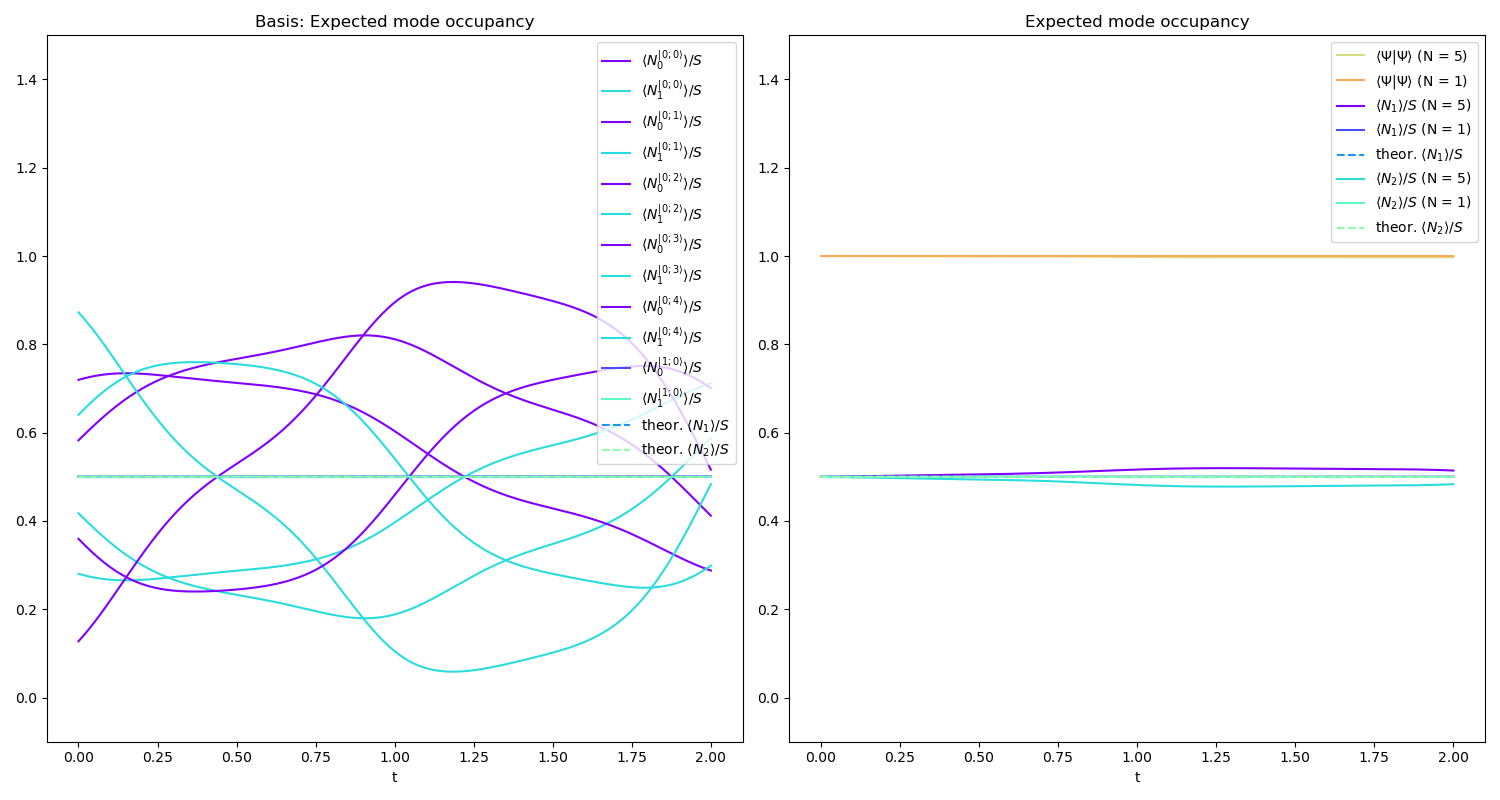 Basis: Expected mode occupancy
1.4
1.2
1.0
0.8
0.6
0.4
0.2
0.0
0.00 0.25 0.50 0.75 1.00 1.25 1.50 1.75 2.00
t
⟨N₀^{|0; 0⟩}⟩/S
⟨N₁^{|0; 0⟩}⟩/S
⟨N₀^{|0; 1⟩}⟩/S
⟨N₁^{|0; 1⟩}⟩/S
⟨N₀^{|0; 2⟩}⟩/S
⟨N₁^{|0; 2⟩}⟩/S
⟨N₀^{|0; 3⟩}⟩/S
⟨N₁^{|0; 3⟩}⟩/S
⟨N₀^{|0; 4⟩}⟩/S
⟨N₁^{|0; 4⟩}⟩/S
⟨N₀^{|1; 0⟩}⟩/S
⟨N₁^{|1; 0⟩}⟩/S
theor. ⟨N₁⟩/S
theor. ⟨N₂⟩/S
Expected mode occupancy
1.4
1.2
1.0
0.8
0.6
0.4
0.2
0.0
0.00 0.25 0.50 0.75 1.00 1.25 1.50 1.75 2.00
t
⟨Ψ|Ψ⟩ (N = 5)
⟨Ψ|Ψ⟩ (N = 1)
⟨N₁⟩/S (N = 5)
⟨N₁⟩/S (N = 1)
theor. ⟨N₁⟩/S
⟨N₂⟩/S (N = 5)
⟨N₂⟩/S (N = 1)
theor. ⟨N₂⟩/S